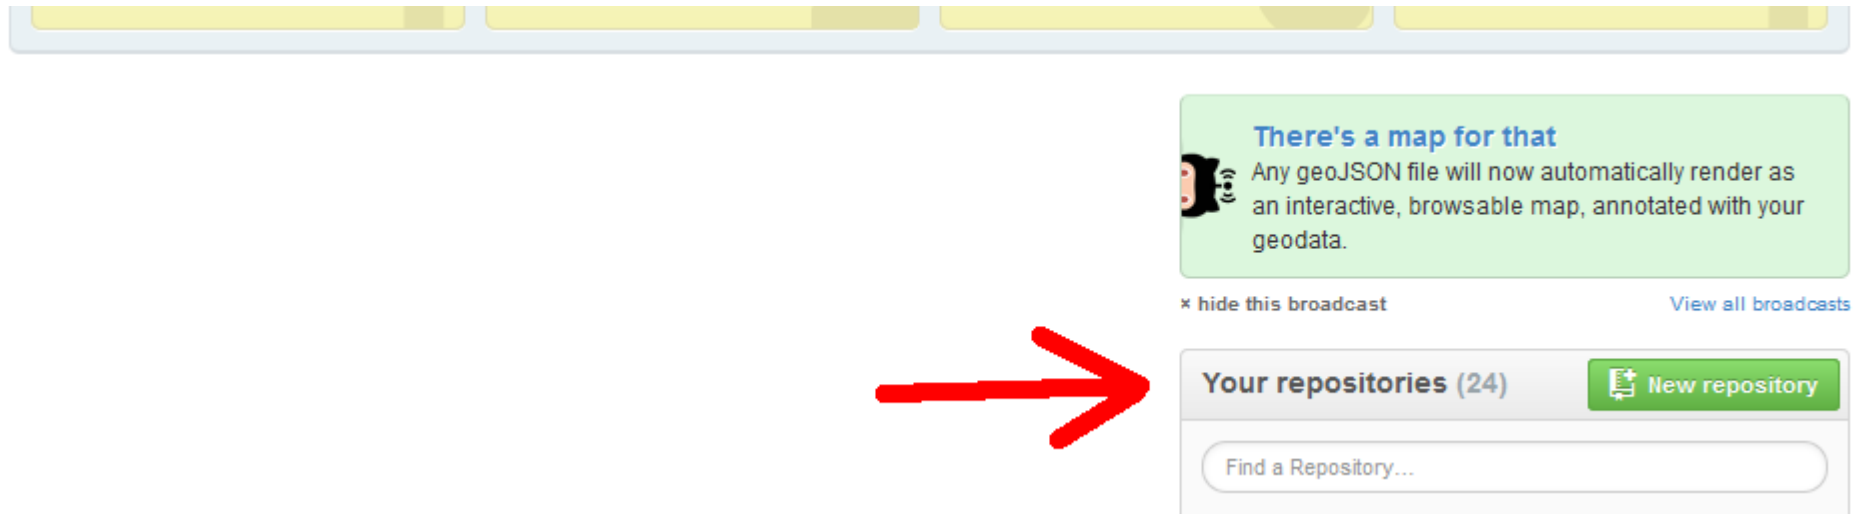 There's a map for that
Any geoJSON file will now automatically render as
an interactive, browsable map, annotated with your
geodata.
× hide this broadcast View all broadcasts
Your repositories (24) New repository
Find a Repository...